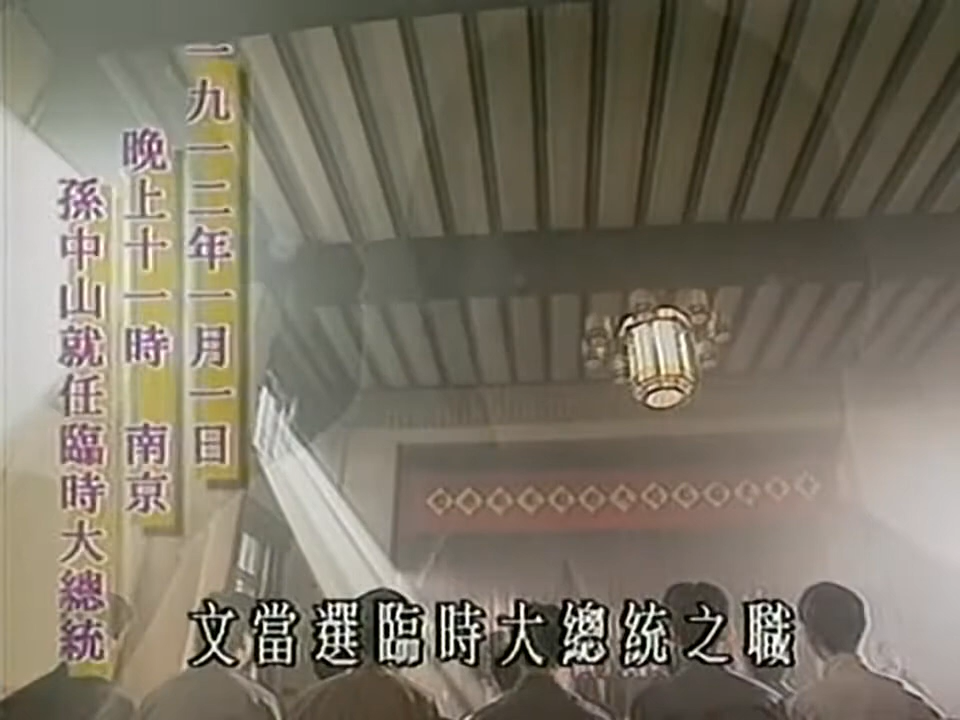 一九一二年一月一日
晚上十一時 南京
孫中山就任臨時大總統
文當選臨時大總統之職